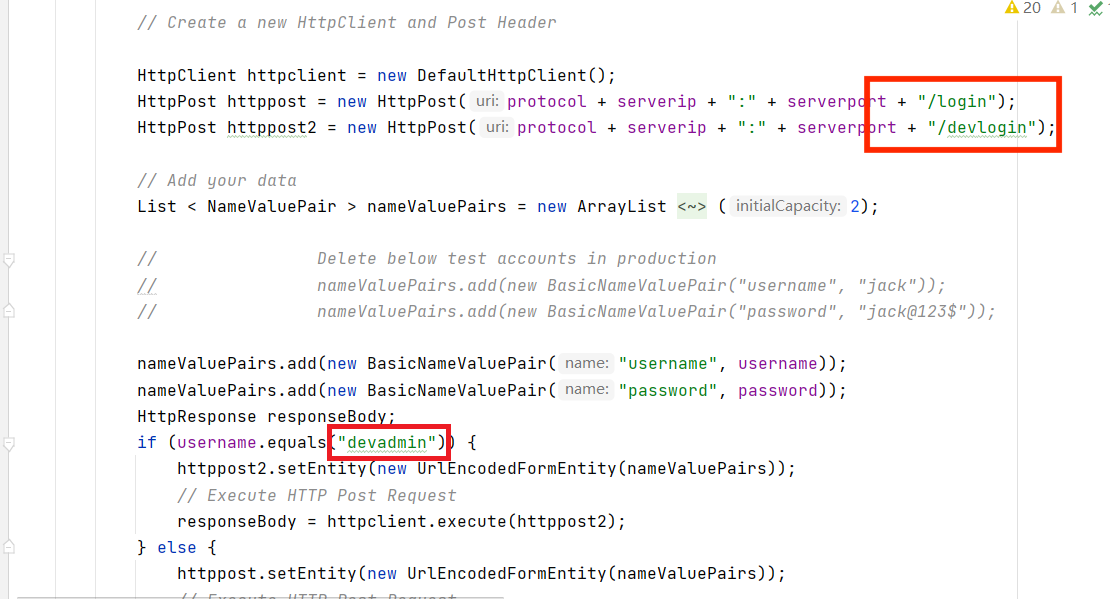 20 1
// Create a new HttpClient and Post Header
HttpClient httpclient = new DefaultHttpClient();
HttpPost httppost = new HttpPost( uri: protocol + serverip + ":" + serverport + "/login");
HttpPost httppost2 = new HttpPost( uri: protocol + serverip + ":" + serverport + "/devlogin");
// Add your data
List < NameValuePair > nameValuePairs = new ArrayList <~> ( initialCapacity: 2);
// Delete below test accounts in production
// nameValuePairs.add(new BasicNameValuePair("username", "jack"));
// nameValuePairs.add(new BasicNameValuePair("password", "jack@123$"));
nameValuePairs.add(new BasicNameValuePair( name: "username", username));
nameValuePairs.add(new BasicNameValuePair( name: "password", password));
HttpResponse responseBody;
if (username.equals("devadmin")) {
httppost2.setEntity(new UrlEncodedFormEntity(nameValuePairs));
// Execute HTTP Post Request
responseBody = httpclient.execute(httppost2);
} else {
httppost.setEntity(new UrlEncodedFormEntity(nameValuePairs));
// Execute HTTP Post Request